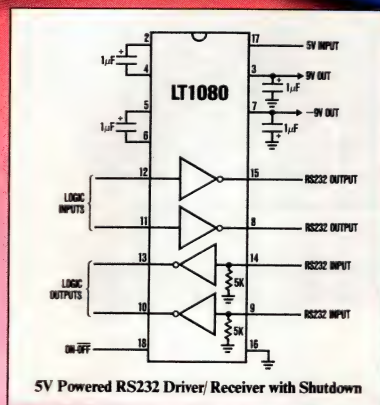 2 17 5V INPUT
1μF + 4 3 9V OUT
LT1080 + 1μF
5 7 −9V OUT
1μF + 6 + 1μF
12 15 RS232 OUTPUT
LOGIC INPUTS
11 8 RS232 OUTPUT
13 14 RS232 INPUT
5K
LOGIC OUTPUTS
10 9 RS232 INPUT
5K
ON-OFF 18 16
5V Powered RS232 Driver/Receiver with Shutdown